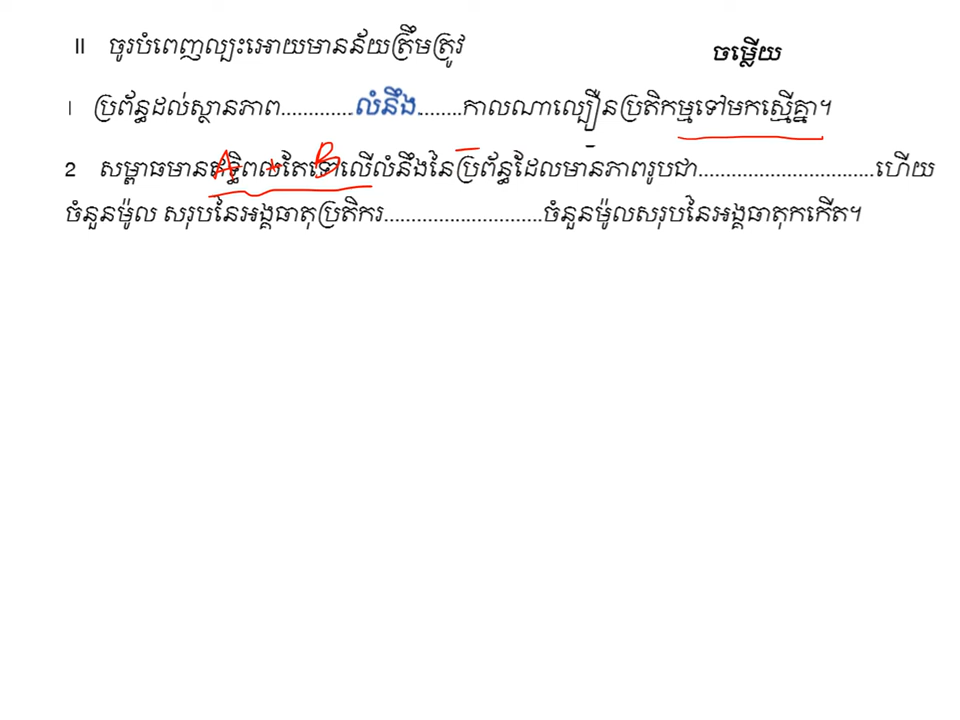 II ចូរបំពេញល្បះអោយមានន័យត្រឹមត្រូវ
ចម្លើយ
1 ប្រព័ន្ធដល់ស្ថានភាព.............លំនឹង........កាលណាល្បឿនប្រតិកម្មទៅមកស្មើគ្នា។
A + B
2 សម្ពាធមានឥទ្ធិពលតែទៅលើលំនឹងនៃប្រព័ន្ធដែលមានភាពរូបជា................................ហើយ
ចំនួនម៉ូល សរុបនៃអង្គធាតុប្រតិករ.............................ចំនួនម៉ូលសរុបនៃអង្គធាតុកកើត។